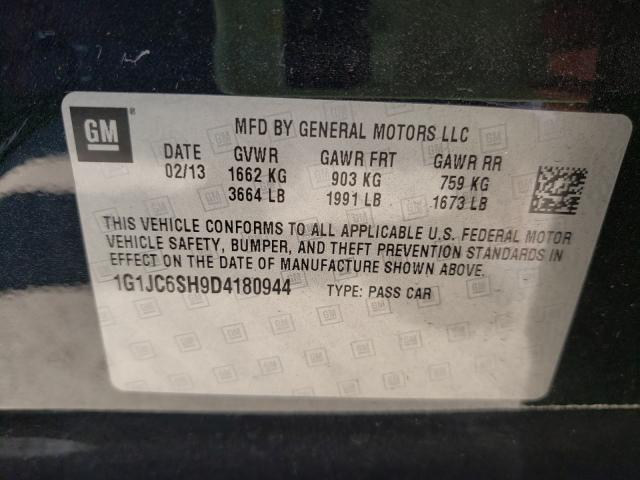 GM ® MFD BY GENERAL MOTORS LLC
DATE GVWR GAWR FRT GAWR RR
02/13 1662 KG 903 KG 759 KG
3664 LB 1991 LB 1673 LB
THIS VEHICLE CONFORMS TO ALL APPLICABLE U.S. FEDERAL MOTOR
VEHICLE SAFETY, BUMPER, AND THEFT PREVENTION STANDARDS IN
EFFECT ON THE DATE OF MANUFACTURE SHOWN ABOVE.
1G1JC6SH9D4180944 TYPE: PASS CAR